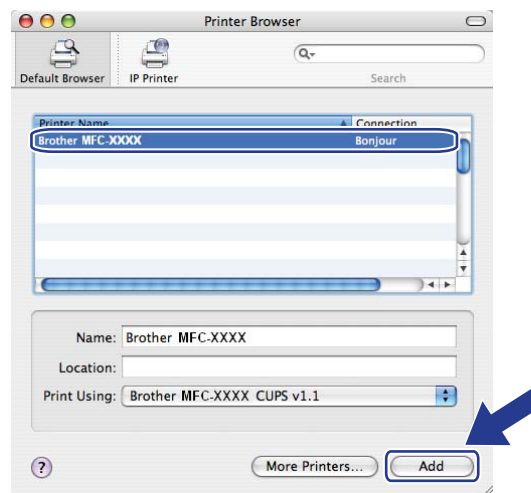 Printer Browser
Default Browser IP Printer Search
Printer Name Connection
Brother MFC-XXXX Bonjour
Name: Brother MFC-XXXX
Location:
Print Using: Brother MFC-XXXX CUPS v1.1
? More Printers... Add